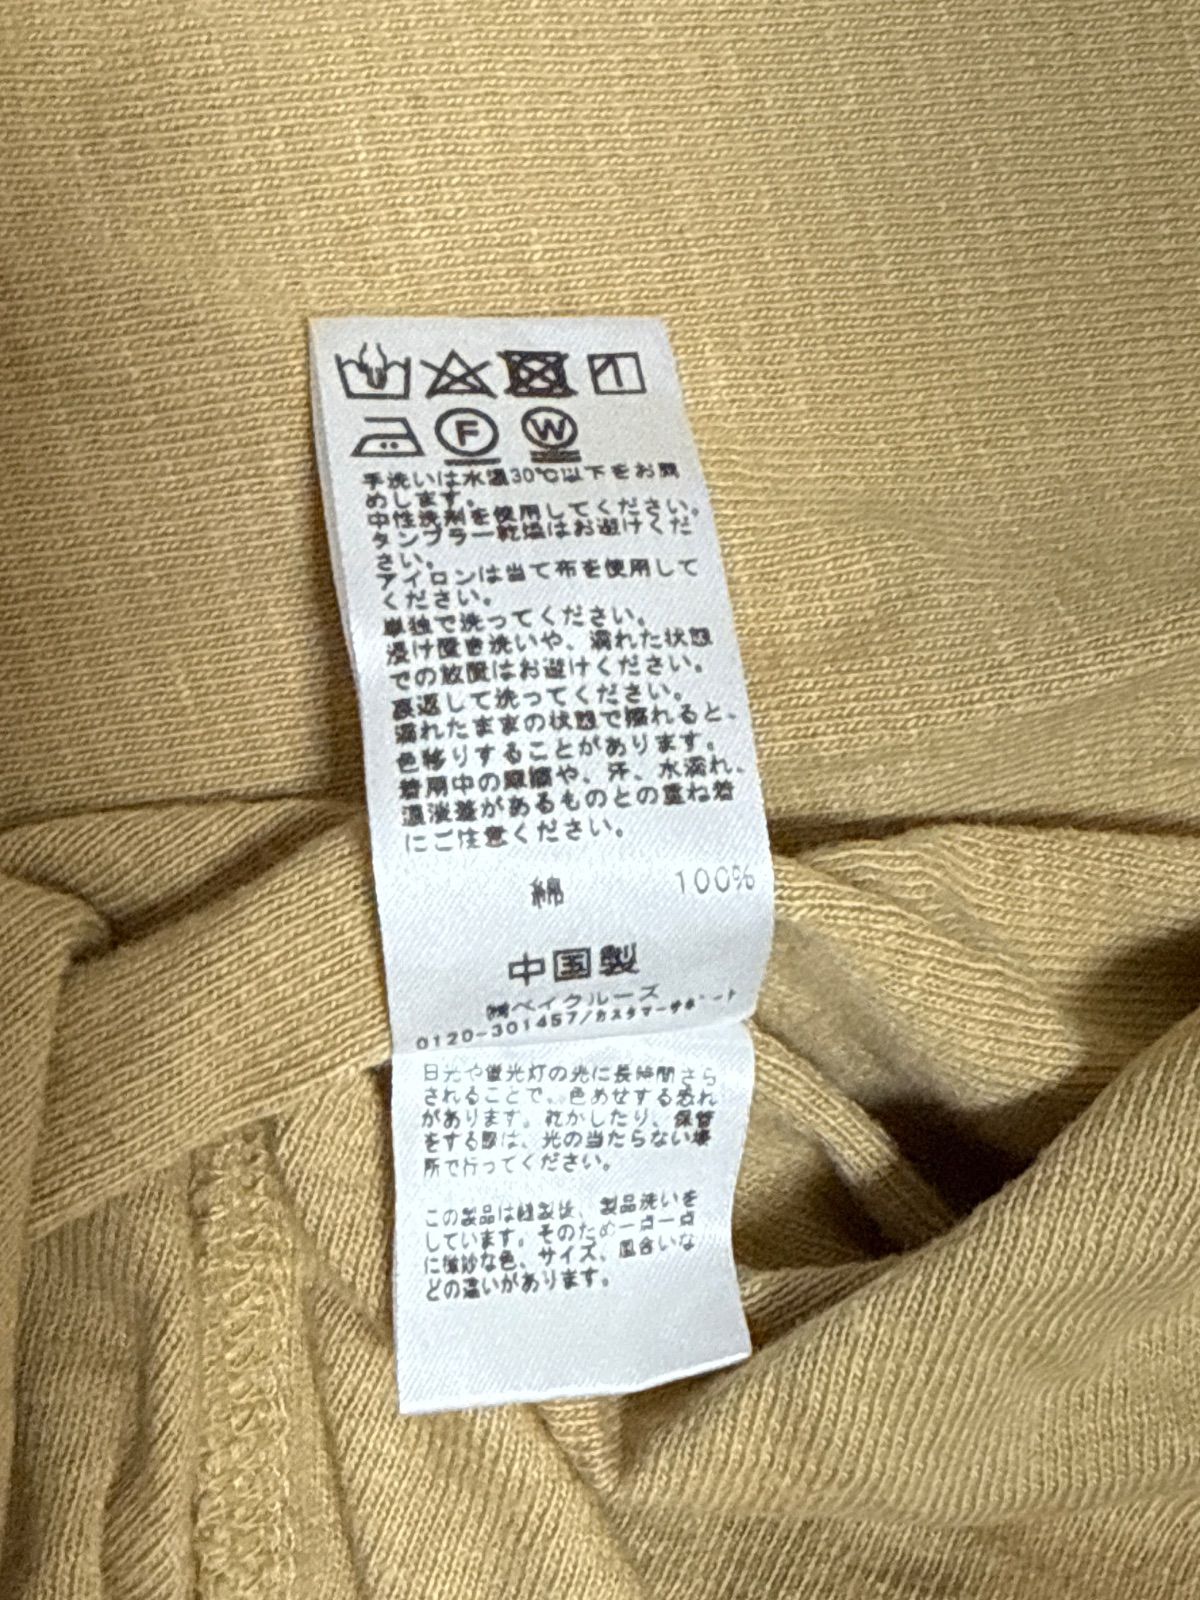 1
F W
手洗いは水温30℃以下をお勧
めします。
中性洗剤を使用してください。
タンブラー乾燥はお避けくだ
さい。
アイロンは当て布を使用して
ください。
単独で洗ってください。
浸け置き洗いや、濡れた状態
での放置はお避けください。
裏返して洗ってください。
濡れたままの状態で擦れると、
色移りすることがあります。
着用中の摩擦や、汗、水濡れ、
濃淡差があるものとの重ね着
にご注意ください。
綿 100%
中国製
㈱ベイクルーズ
0120-301457/カスタマーサポート
日光や蛍光灯の光に長時間さら
されることで、色あせする恐れ
があります。乾かしたり、保管
をする際は、光の当たらない場
所で行ってください。
この製品は縫製後、製品洗いを
しています。そのため一点一点
に微妙な色、サイズ、風合いな
どの違いがあります。